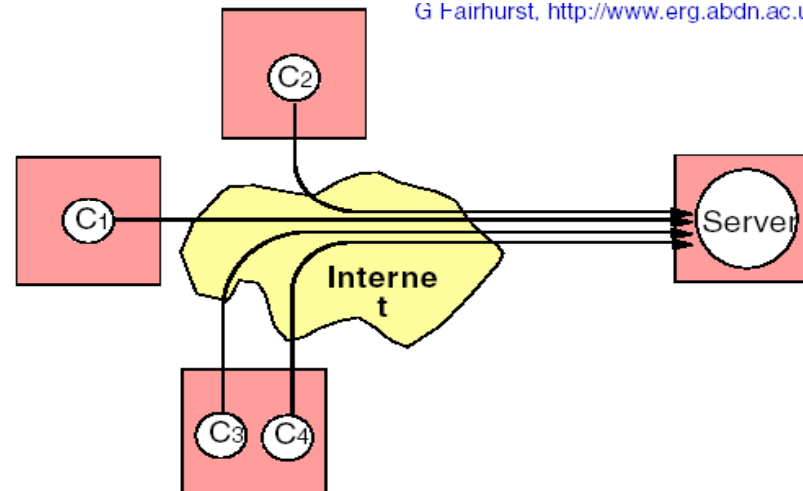 G Fairhurst, http://www.erg.abdn.ac.u
C2
C1
Server
Interne
t
C3
C4